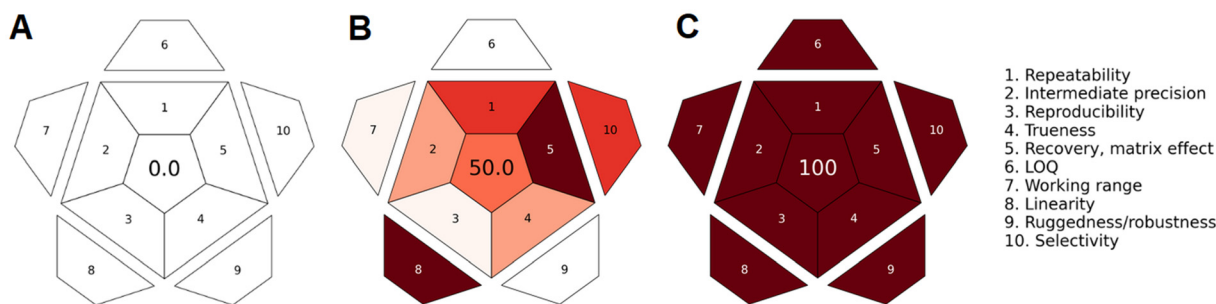 A
B
C
6
1
7
2
5
10
0.0
3
4
8
9
6
1
7
2
5
10
50.0
3
4
8
9
6
1
7
2
5
10
100
3
4
8
9
1. Repeatability
2. Intermediate precision
3. Reproducibility
4. Trueness
5. Recovery, matrix effect
6. LOQ
7. Working range
8. Linearity
9. Ruggedness/robustness
10. Selectivity